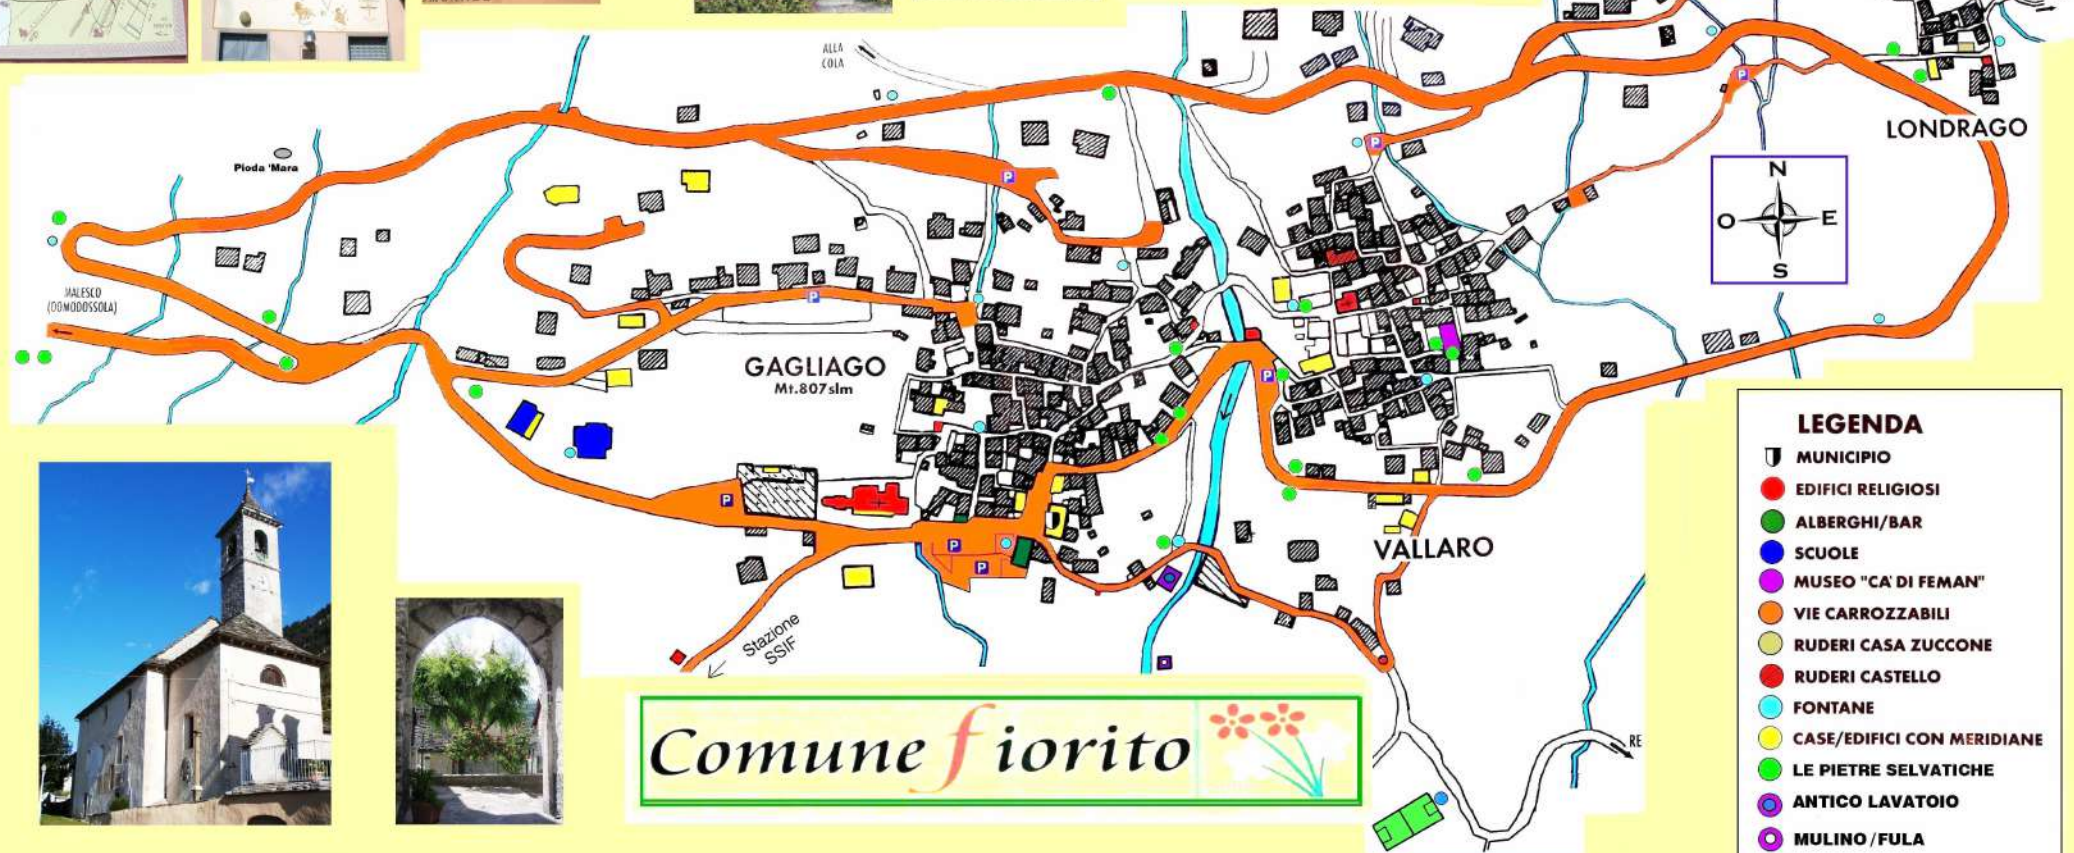 ALLA
COLA
Pioda 'Mara
LONDRAGO
N
O
E
S
MALESCO
(DOMODOSSOLA)
P
P
P
P
P
P
P
P
GAGLIAGO
Mt.807slm
VALLARO
Stazione
SSIF
RE
Comune fiorito
LEGENDA
MUNICIPIO
EDIFICI RELIGIOSI
ALBERGHI/BAR
SCUOLE
MUSEO "CA' DI FEMAN"
VIE CARROZZABILI
RUDERI CASA ZUCCONE
RUDERI CASTELLO
FONTANE
CASE/EDIFICI CON MERIDIANE
LE PIETRE SELVATICHE
ANTICO LAVATOIO
MULINO/FULA